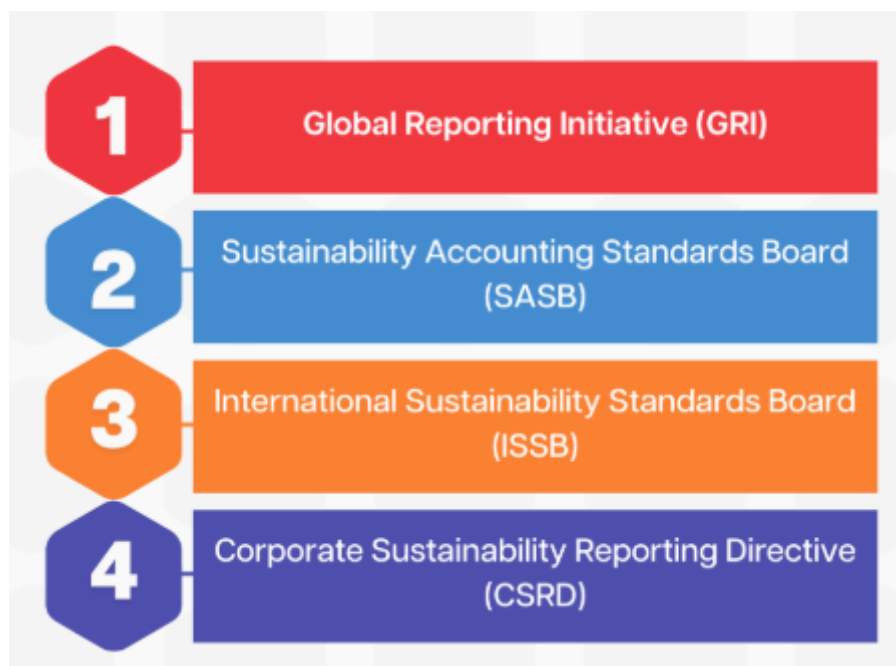 1
Global Reporting Initiative (GRI)
2
Sustainability Accounting Standards Board
(SASB)
3
International Sustainability Standards Board
(ISSB)
4
Corporate Sustainability Reporting Directive
(CSRD)